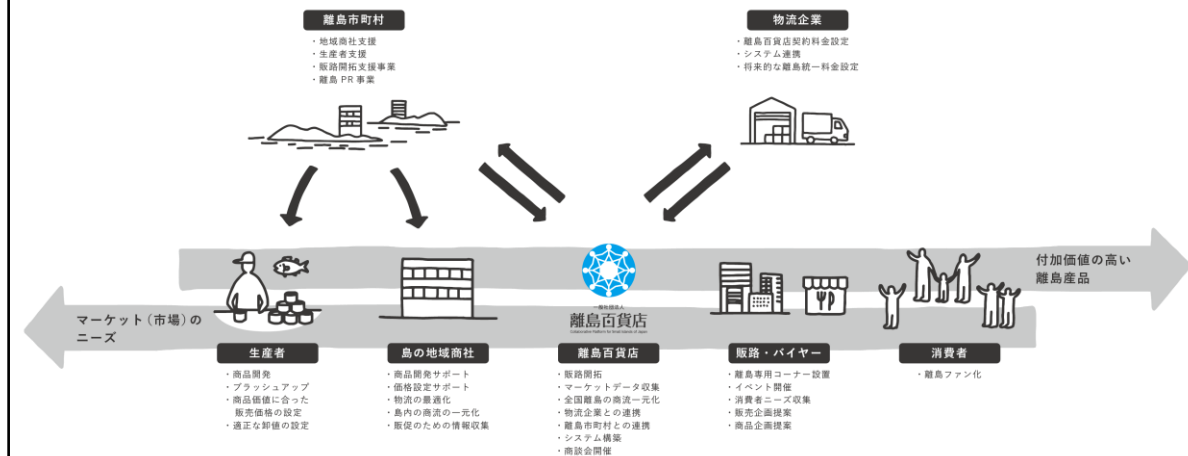 離島市町村
・地域商社支援
・生産者支援
・販路開拓支援事業
・離島 PR 事業
物流企業
・離島百貨店契約料金設定
・システム連携
・将来的な離島統一料金設定
付加価値の高い
離島産品
マーケット（市場）の
ニーズ
一般社団法人
離島百貨店
Collaborative Platform for Small Islands of Japan
生産者
・商品開発
・ブラッシュアップ
・商品価値に合った
販売価格の設定
・適正な卸値の設定
島の地域商社
・商品開発サポート
・価格設定サポート
・物流の最適化
・島内の商流の一元化
・販促のための情報収集
離島百貨店
・販路開拓
・マーケットデータ収集
・全国離島の商流一元化
・物流企業との連携
・離島市町村との連携
・システム構築
・商談会開催
販路・バイヤー
・離島専用コーナー設置
・イベント開催
・消費者ニーズ収集
・販売企画提案
・商品企画提案
消費者
・離島ファン化